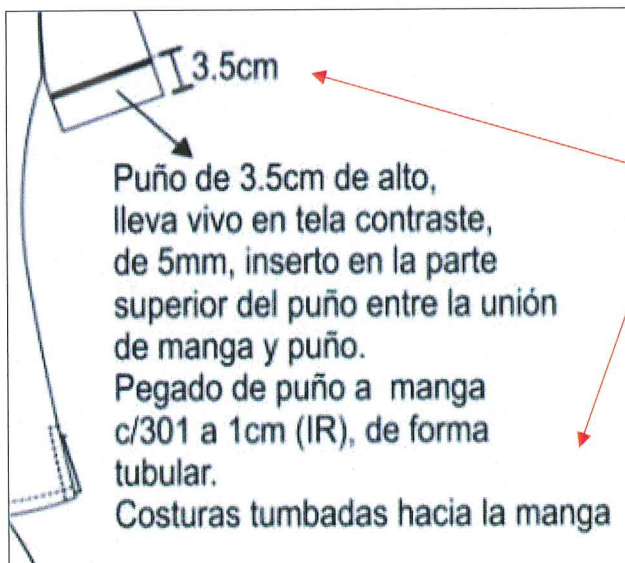 3.5cm
Puño de 3.5cm de alto,
lleva vivo en tela contraste,
de 5mm, inserto en la parte
superior del puño entre la unión
de manga y puño.
Pegado de puño a manga
c/301 a 1cm (IR), de forma
tubular.
Costuras tumbadas hacia la manga